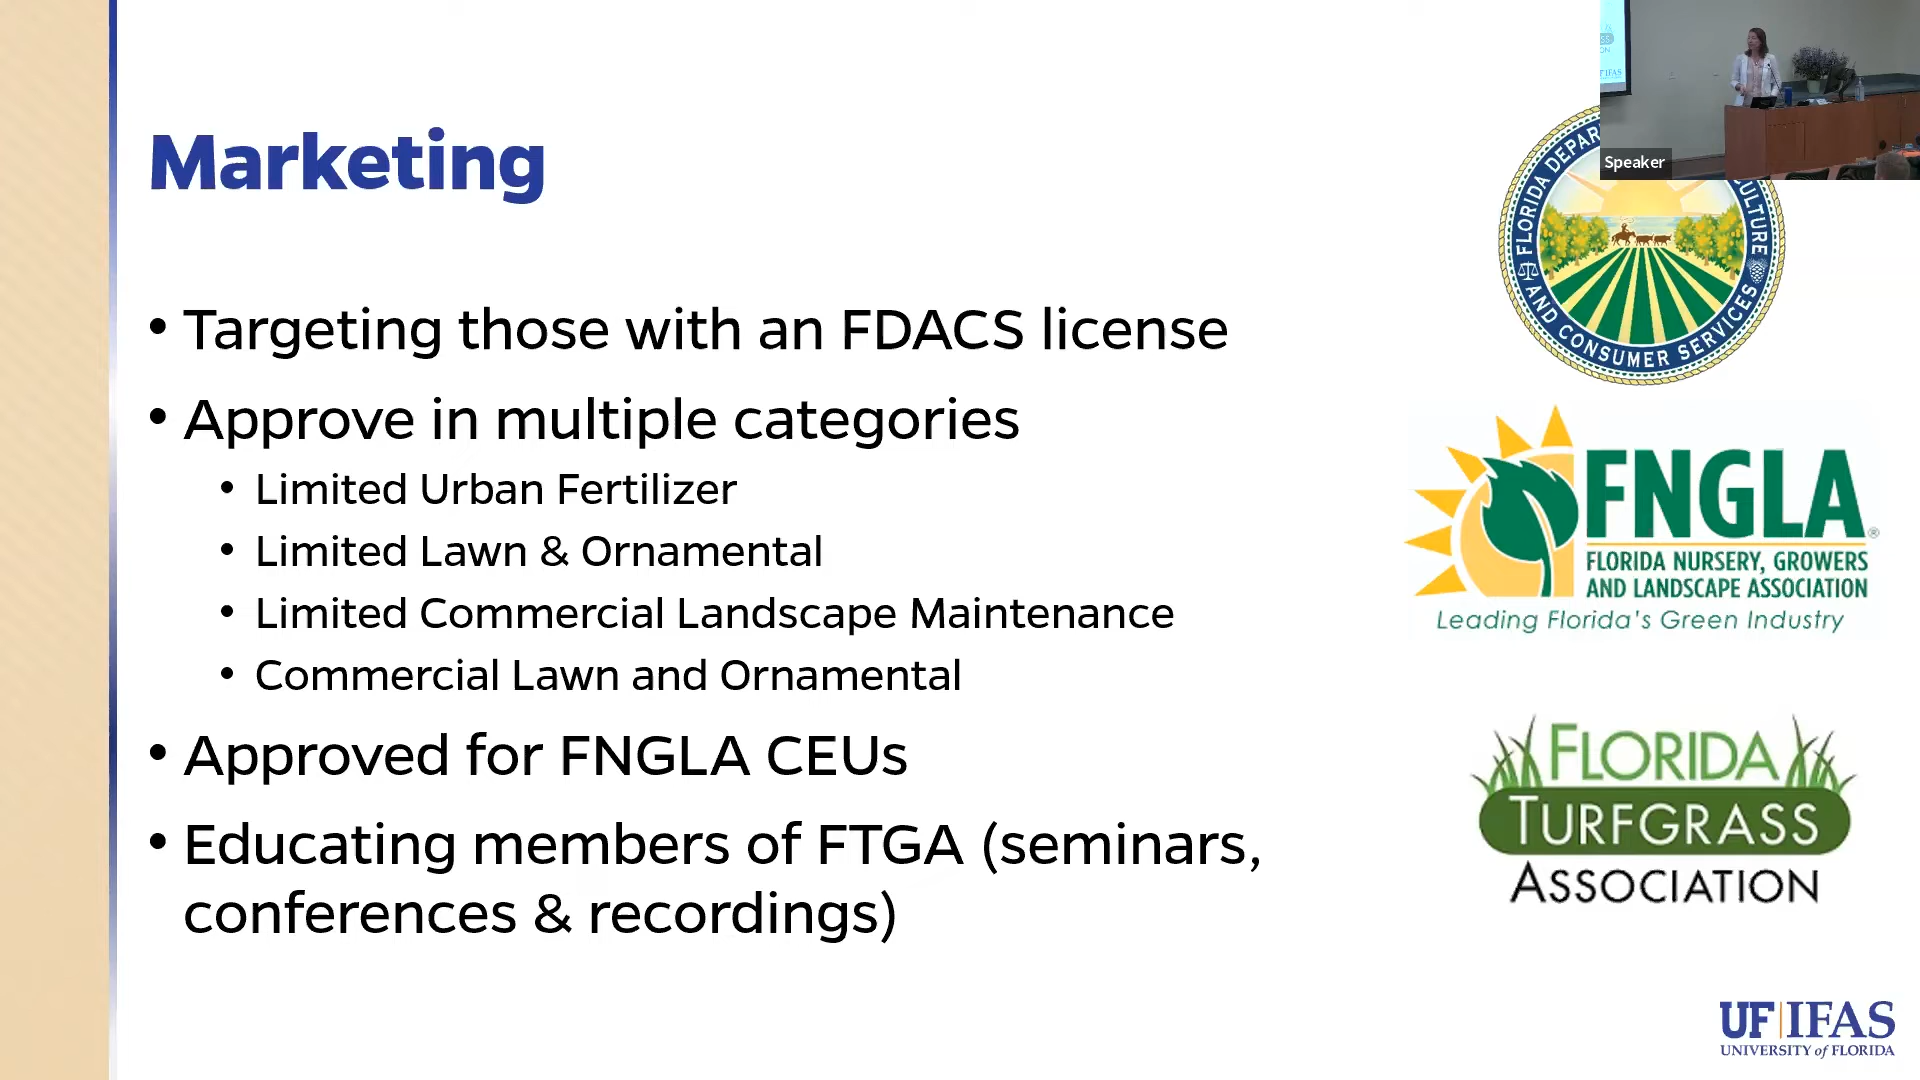 Marketing
• Targeting those with an FDACS license
• Approve in multiple categories
• Limited Urban Fertilizer
• Limited Lawn & Ornamental
• Limited Commercial Landscape Maintenance
• Commercial Lawn and Ornamental
• Approved for FNGLA CEUs
• Educating members of FTGA (seminars,
conferences & recordings)
Speaker
FLORIDA DEPAR
ULTURE
AND CONSUMER SERVICES
FNGLA®
FLORIDA NURSERY, GROWERS
AND LANDSCAPE ASSOCIATION
Leading Florida's Green Industry
FLORIDA
TURFGRASS
ASSOCIATION
UF|IFAS
UNIVERSITY of FLORIDA